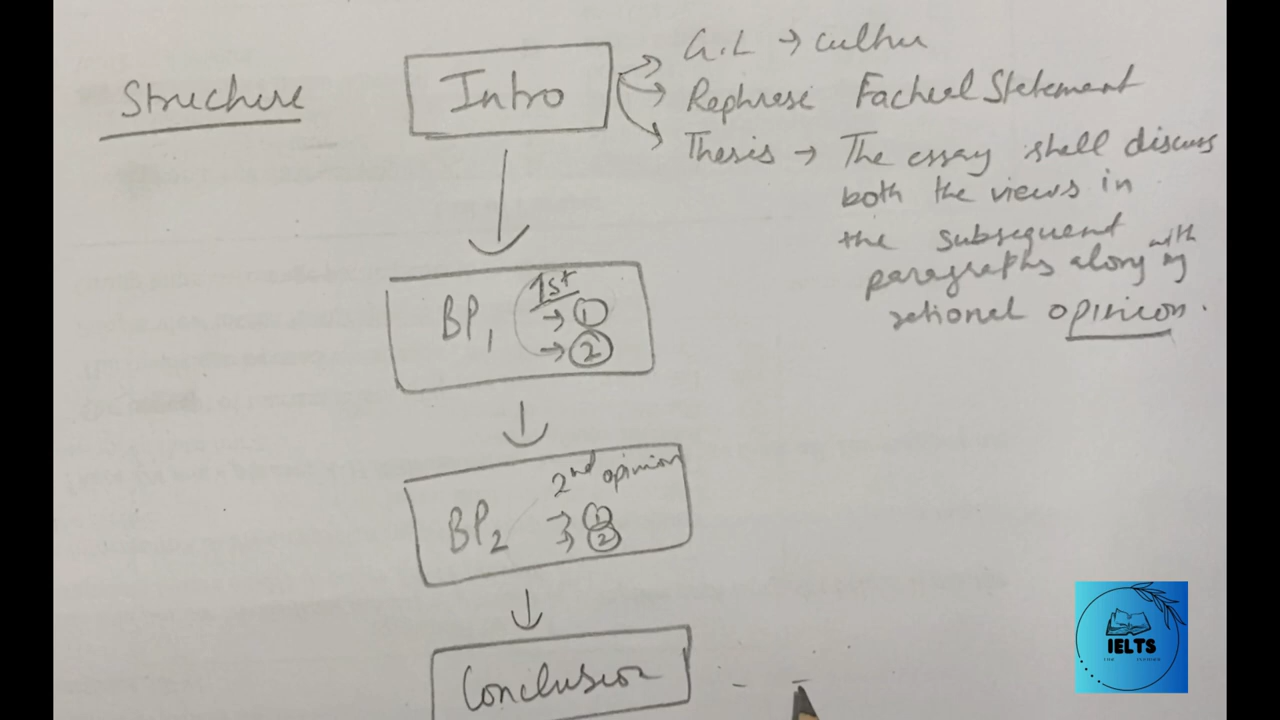 Structure
Intro
G.L → culture
Rephrase Factual Statement
Thesis → The essay shall discuss
both the views in
the subsequent
paragraphs along with my
rational opinion.
BP1 1st
→ 1
→ 2
BP2 2nd opinion
→ 1
→ 2
Conclusion
IELTS